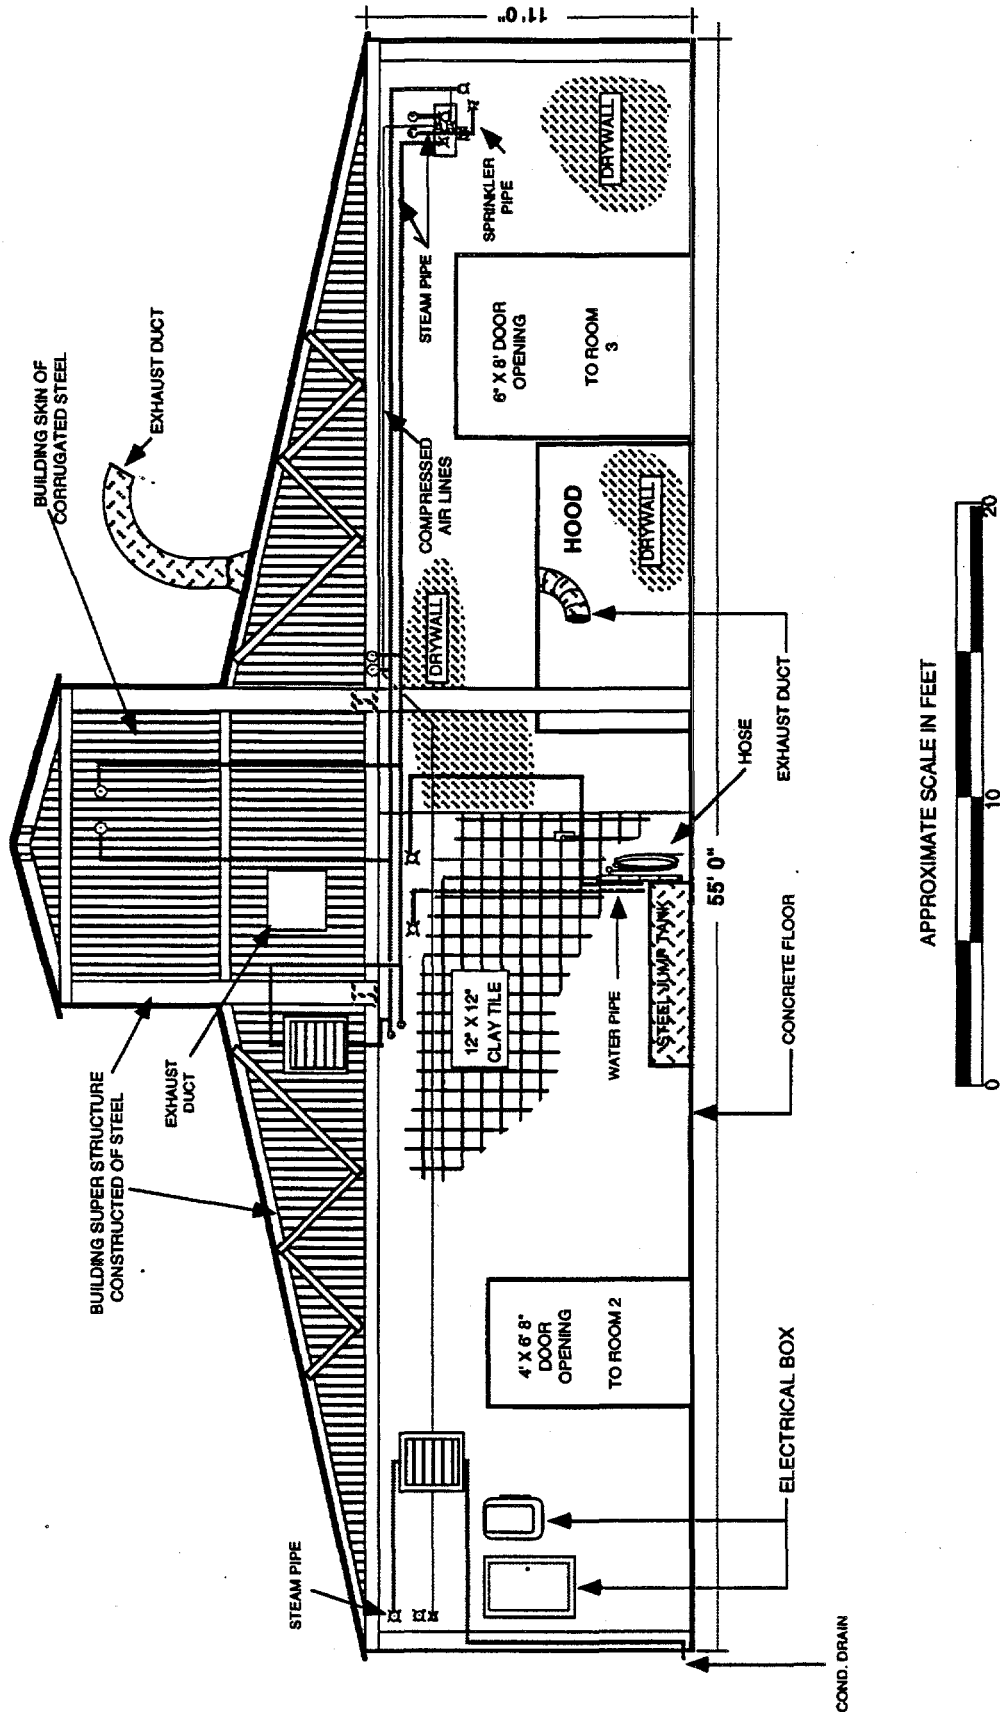 BUILDING SKIN OF
CORRUGATED STEEL
EXHAUST DUCT
BUILDING SUPER STRUCTURE
CONSTRUCTED OF STEEL
EXHAUST
DUCT
STEAM PIPE
11' 0"
COMPRESSED
AIR LINES
STEAM PIPE
SPRINKLER
PIPE
DRYWALL
12" X 12"
CLAY TILE
4' X 6' 8"
DOOR
OPENING
TO ROOM 2
HOOD
DRYWALL
6" X 8' DOOR
OPENING
TO ROOM
3
DRYWALL
WATER PIPE
STEEL JUMP TANK
HOSE
55' 0"
EXHAUST DUCT
CONCRETE FLOOR
ELECTRICAL BOX
COND. DRAIN
APPROXIMATE SCALE IN FEET
0
10
20